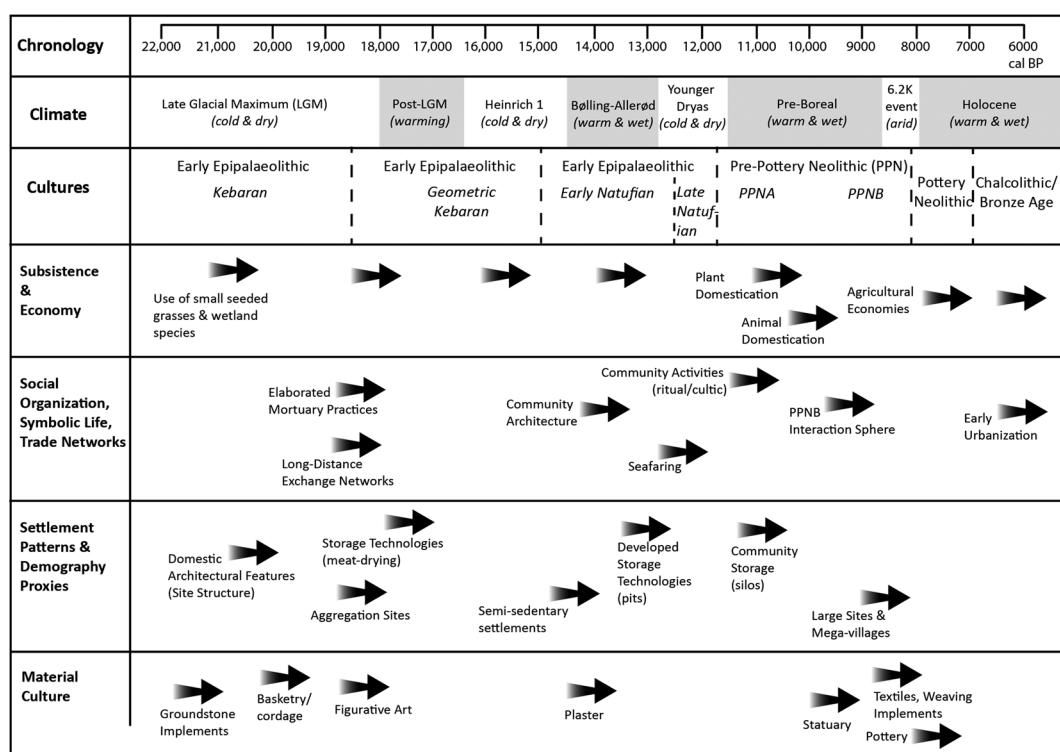 Chronology
22,000 21,000 20,000 19,000 18,000 17,000 16,000 15,000 14,000 13,000 12,000 11,000 10,000 9000 8000 7000 6000
cal BP
Climate
Late Glacial Maximum (LGM)
(cold & dry)
Post-LGM
(warming)
Heinrich 1
(cold & dry)
Bølling-Allerød
(warm & wet)
Younger
Dryas
(cold & dry)
Pre-Boreal
(warm & wet)
6.2K
event
(arid)
Holocene
(warm & wet)
Cultures
Early Epipalaeolithic
Kebaran
Early Epipalaeolithic
Geometric
Kebaran
Early Epipalaeolithic
Early Natufian
Late
Natuf-
ian
Pre-Pottery Neolithic (PPN)
PPNA PPNB
Pottery
Neolithic
Chalcolithic/
Bronze Age
Subsistence
&
Economy
Use of small seeded
grasses & wetland
species
Plant
Domestication
Animal
Domestication
Agricultural
Economies
Social
Organization,
Symbolic Life,
Trade Networks
Elaborated
Mortuary Practices
Long-Distance
Exchange Networks
Community
Architecture
Community Activities
(ritual/cultic)
Seafaring
PPNB
Interaction Sphere
Early
Urbanization
Settlement
Patterns &
Demography
Proxies
Domestic
Architectural Features
(Site Structure)
Storage Technologies
(meat-drying)
Aggregation Sites
Semi-sedentary
settlements
Developed
Storage
Technologies
(pits)
Community
Storage
(silos)
Large Sites &
Mega-villages
Material
Culture
Groundstone
Implements
Basketry/
cordage
Figurative Art
Plaster
Statuary
Textiles, Weaving
Implements
Pottery